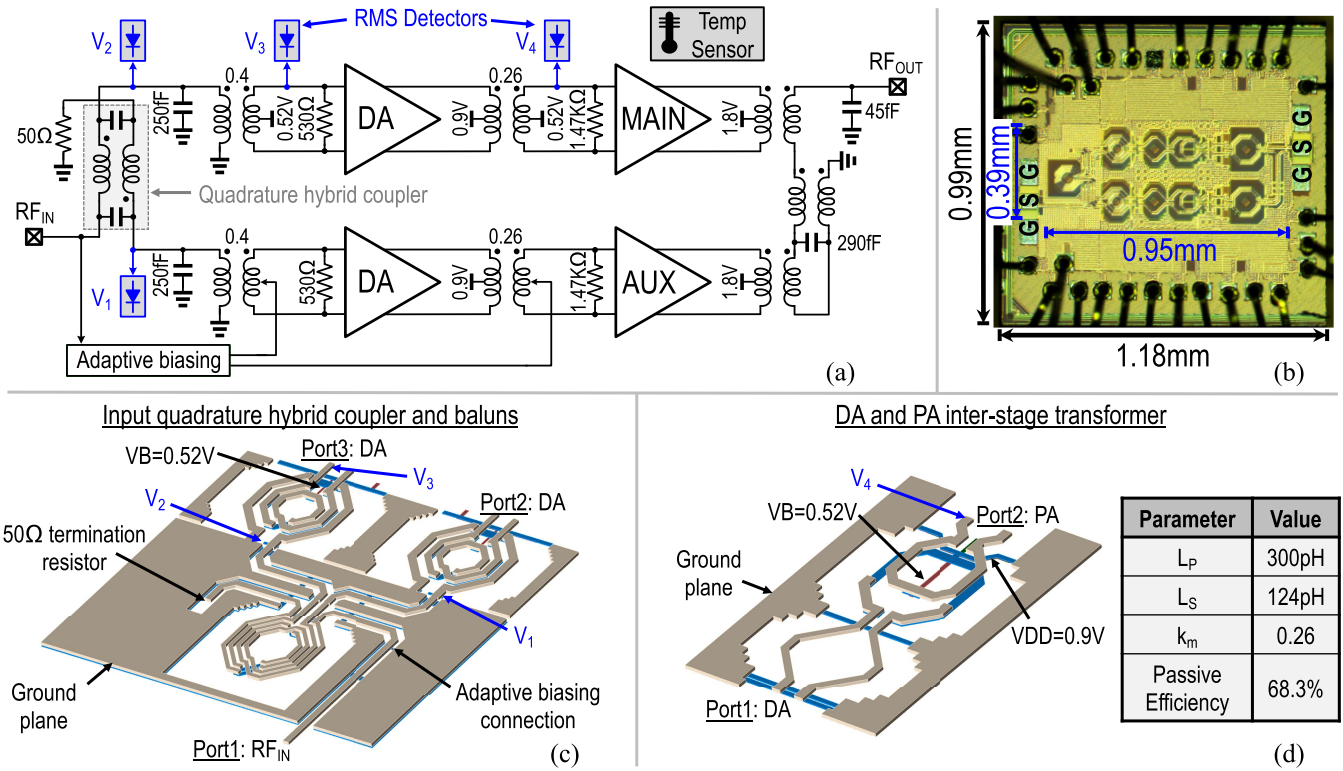 RMS Detectors
V2
V3
V4
Temp
Sensor
RFOUT
0.4
0.26
50Ω
250fF
0.52V
530Ω
DA
0.9V
0.52V
1.47KΩ
MAIN
1.8V
45fF
Quadrature hybrid coupler
RFIN
0.4
0.26
V1
250fF
530Ω
DA
0.9V
1.47KΩ
AUX
1.8V
290fF
Adaptive biasing
(a)
0.99mm
0.39mm
G
S
G
G
S
G
0.95mm
1.18mm
(b)
Input quadrature hybrid coupler and baluns
Port3: DA
VB=0.52V
V3
V2
Port2: DA
50Ω termination
resistor
V1
Ground
plane
Adaptive biasing
connection
Port1: RFIN
(c)
DA and PA inter-stage transformer
V4
VB=0.52V
Port2: PA
Ground
plane
VDD=0.9V
Port1: DA
Parameter Value
LP 300pH
LS 124pH
km 0.26
Passive
Efficiency 68.3%
(d)